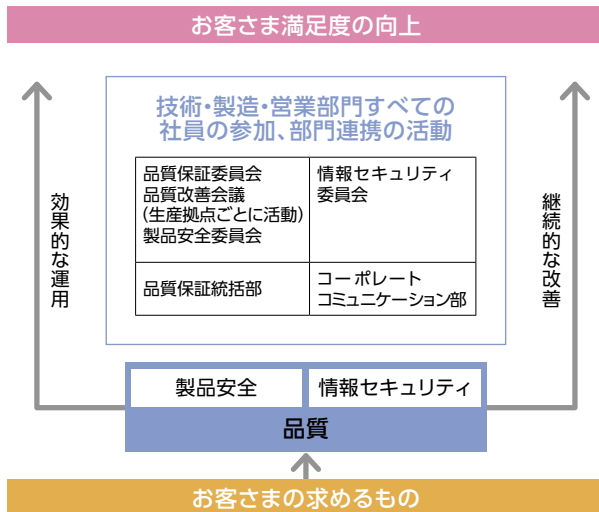 お客さま満足度の向上
技術・製造・営業部門すべての
社員の参加、部門連携の活動
品質保証委員会
品質改善会議
(生産拠点ごとに活動)
製品安全委員会
情報セキュリティ
委員会
品質保証統括部
コーポレート
コミュニケーション部
効果的な運用
継続的な改善
製品安全
情報セキュリティ
品質
お客さまの求めるもの